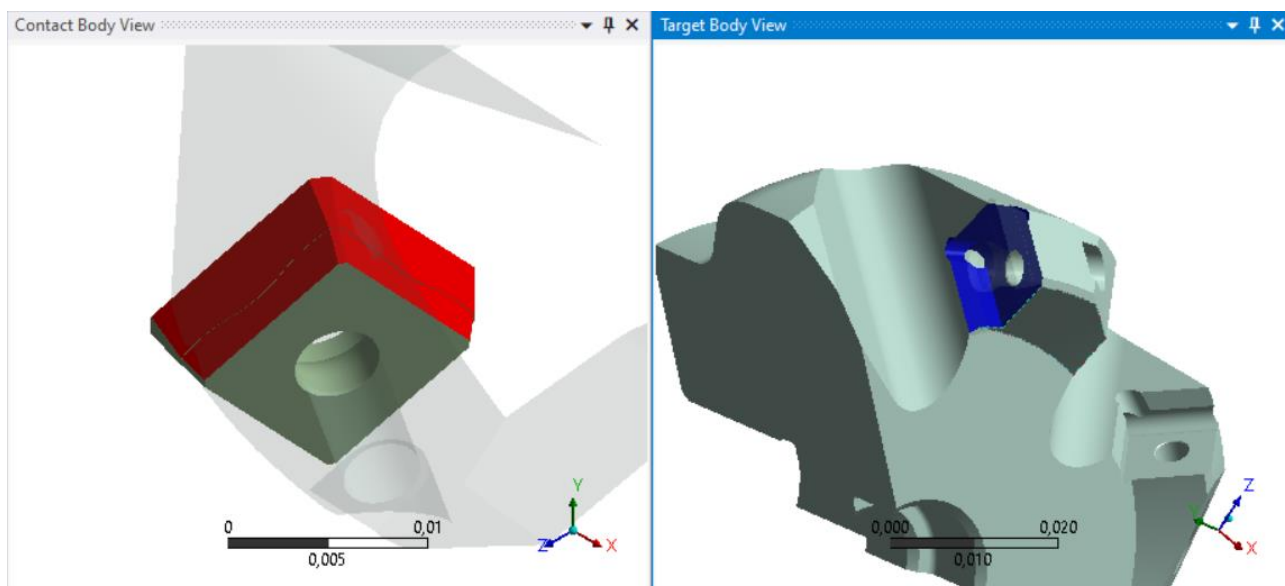 Contact Body View
0
0,01
0,005
Y
Z
X
Target Body View
0,000
0,020
0,010
Z
Y
X